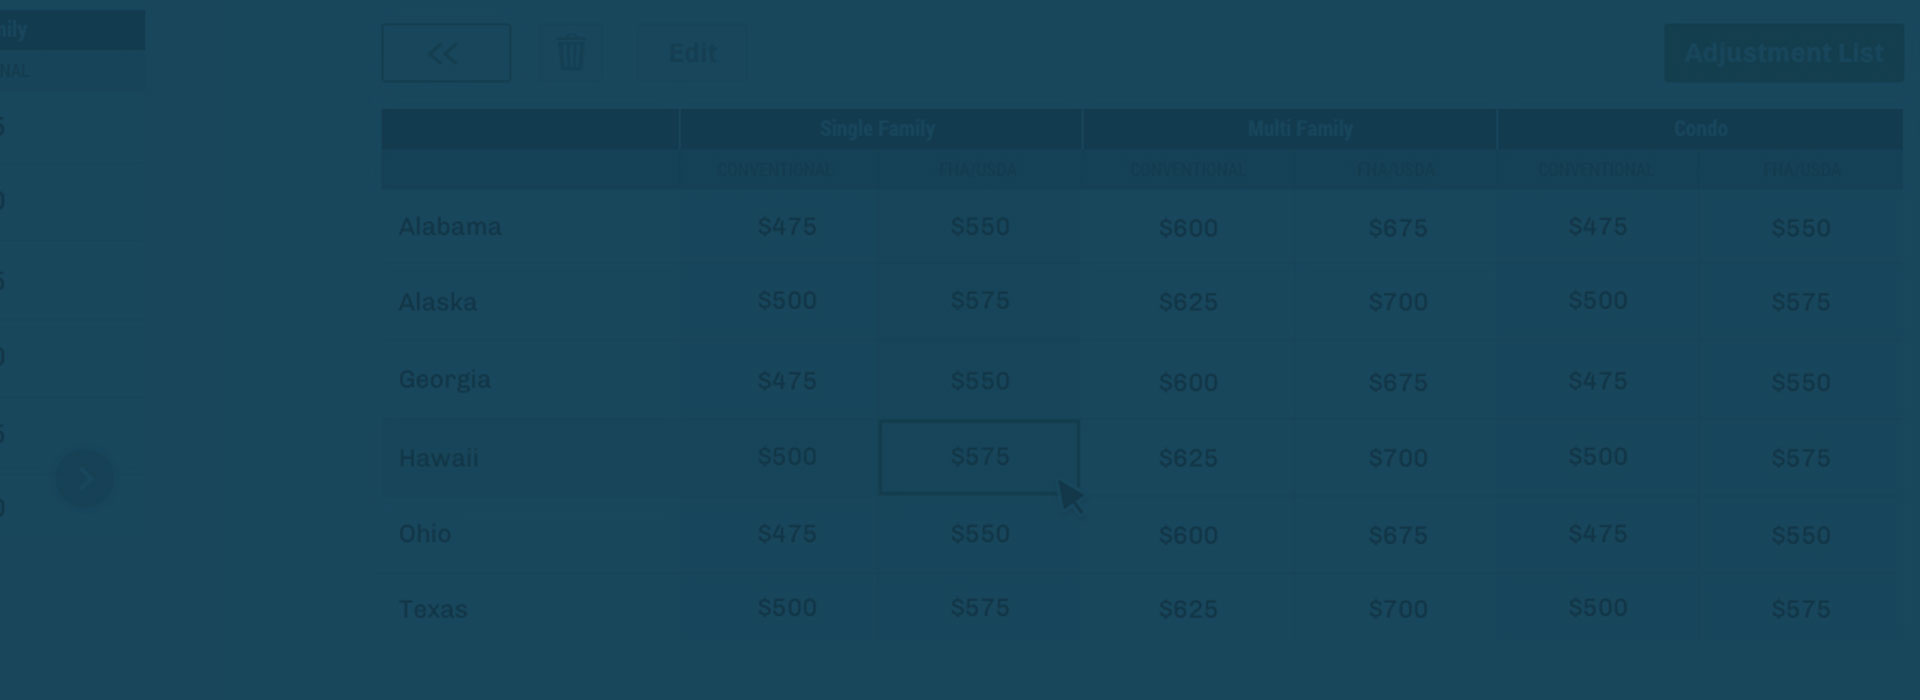 mily
NAL
5
0
5
0
5
0
<< Edit Adjustment List
Single Family Multi Family Condo
CONVENTIONAL FHA/USDA CONVENTIONAL FHA/USDA CONVENTIONAL FHA/USDA
Alabama $475 $550 $600 $675 $475 $550
Alaska $500 $575 $625 $700 $500 $575
Georgia $475 $550 $600 $675 $475 $550
Hawaii $500 $575 $625 $700 $500 $575
Ohio $475 $550 $600 $675 $475 $550
Texas $500 $575 $625 $700 $500 $575